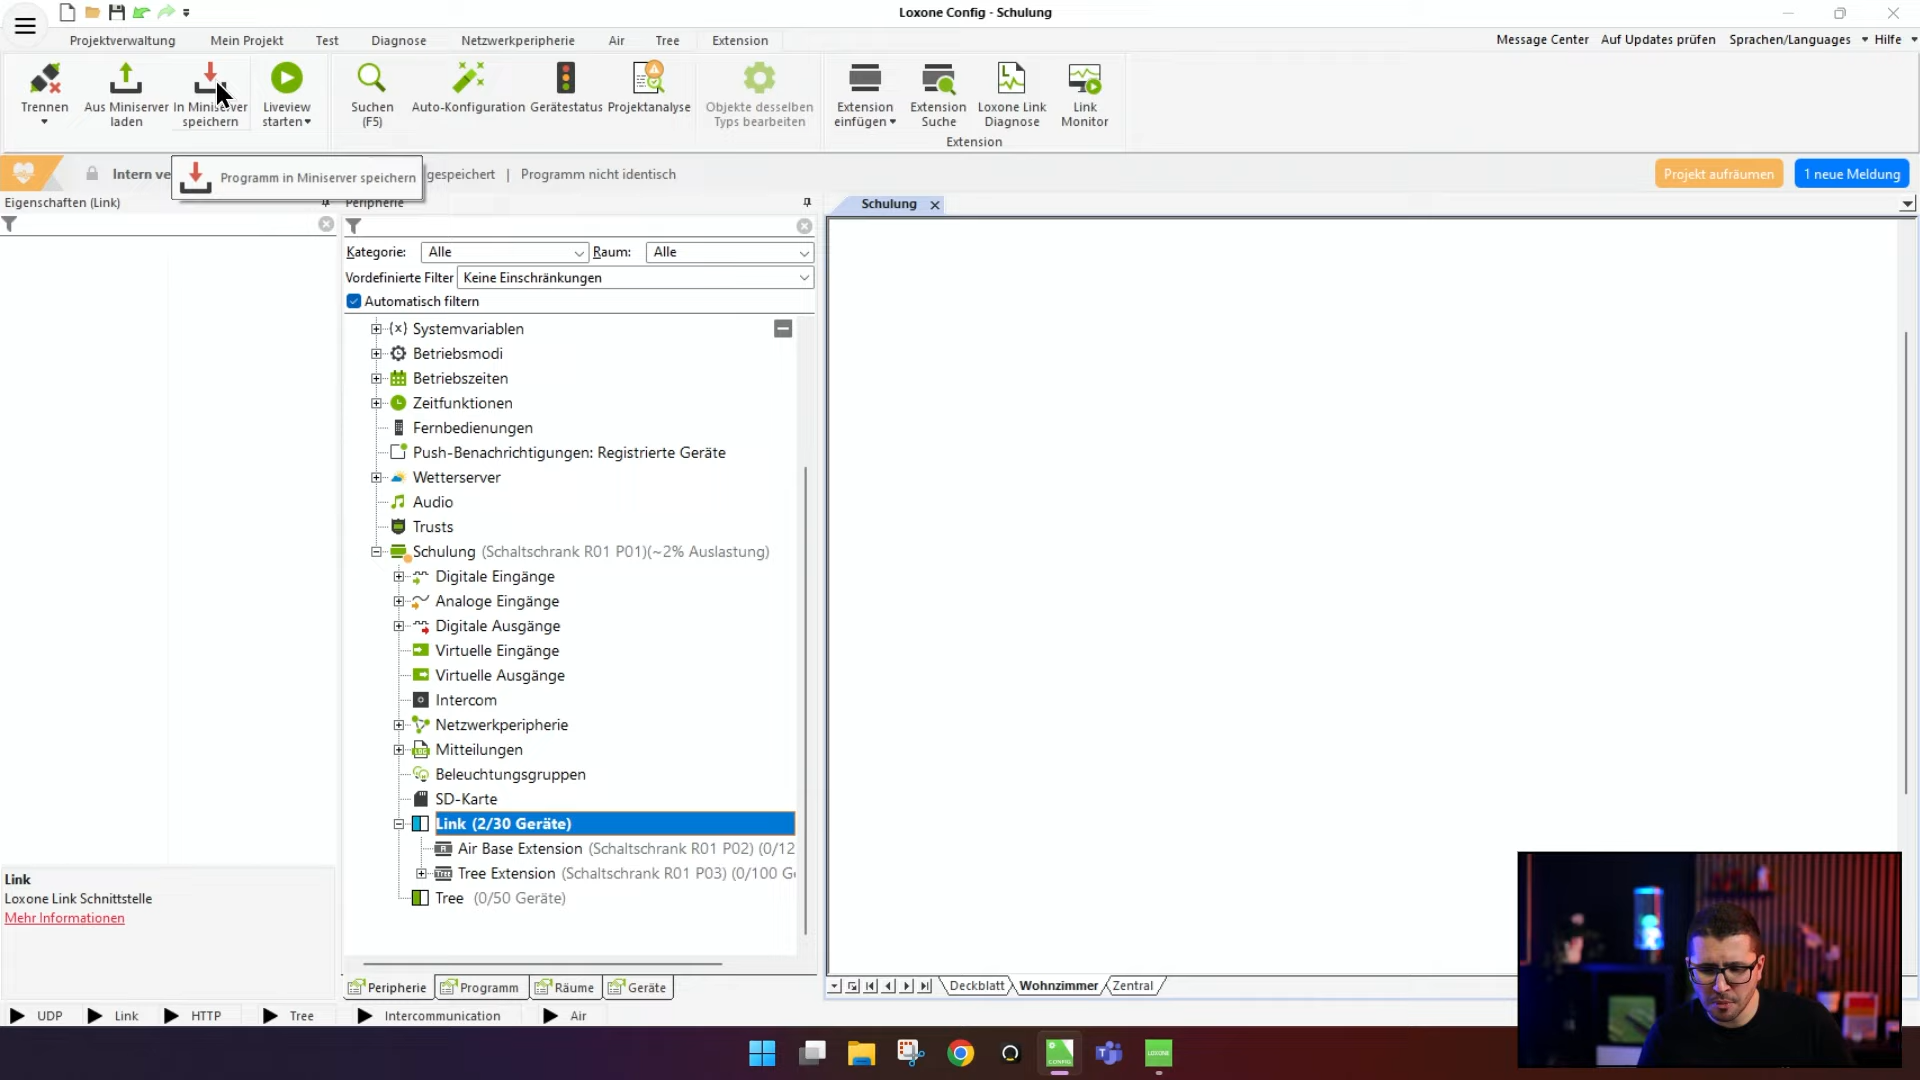 Loxone Config - Schulung
Projektverwaltung
Mein Projekt
Test
Diagnose
Netzwerkperipherie
Air
Tree
Extension
Message Center
Auf Updates prüfen
Sprachen/Languages
Hilfe
Trennen
Aus Miniserver
laden
In Miniserver
speichern
Liveview
starten
Suchen
(F5)
Auto-Konfiguration
Gerätestatus
Projektanalyse
Objekte desselben
Typs bearbeiten
Extension
einfügen
Extension
Suche
Loxone Link
Diagnose
Link
Monitor
Extension
Intern ve
Programm in Miniserver speichern
gespeichert | Programm nicht identisch
Projekt aufräumen
1 neue Meldung
Eigenschaften (Link)
Peripherie
Schulung
Kategorie: Alle
Raum: Alle
Vordefinierte Filter Keine Einschränkungen
Automatisch filtern
Systemvariablen
Betriebsmodi
Betriebszeiten
Zeitfunktionen
Fernbedienungen
Push-Benachrichtigungen: Registrierte Geräte
Wetterserver
Audio
Trusts
Schulung (Schaltschrank R01 P01)(~2% Auslastung)
Digitale Eingänge
Analoge Eingänge
Digitale Ausgänge
Virtuelle Eingänge
Virtuelle Ausgänge
Intercom
Netzwerkperipherie
Mitteilungen
Beleuchtungsgruppen
SD-Karte
Link (2/30 Geräte)
Air Base Extension (Schaltschrank R01 P02) (0/12
Tree Extension (Schaltschrank R01 P03) (0/100 G
Tree (0/50 Geräte)
Link
Loxone Link Schnittstelle
Mehr Informationen
Peripherie
Programm
Räume
Geräte
Deckblatt
Wohnzimmer
Zentral
UDP
Link
HTTP
Tree
Intercommunication
Air
CONFIG
LOXONE